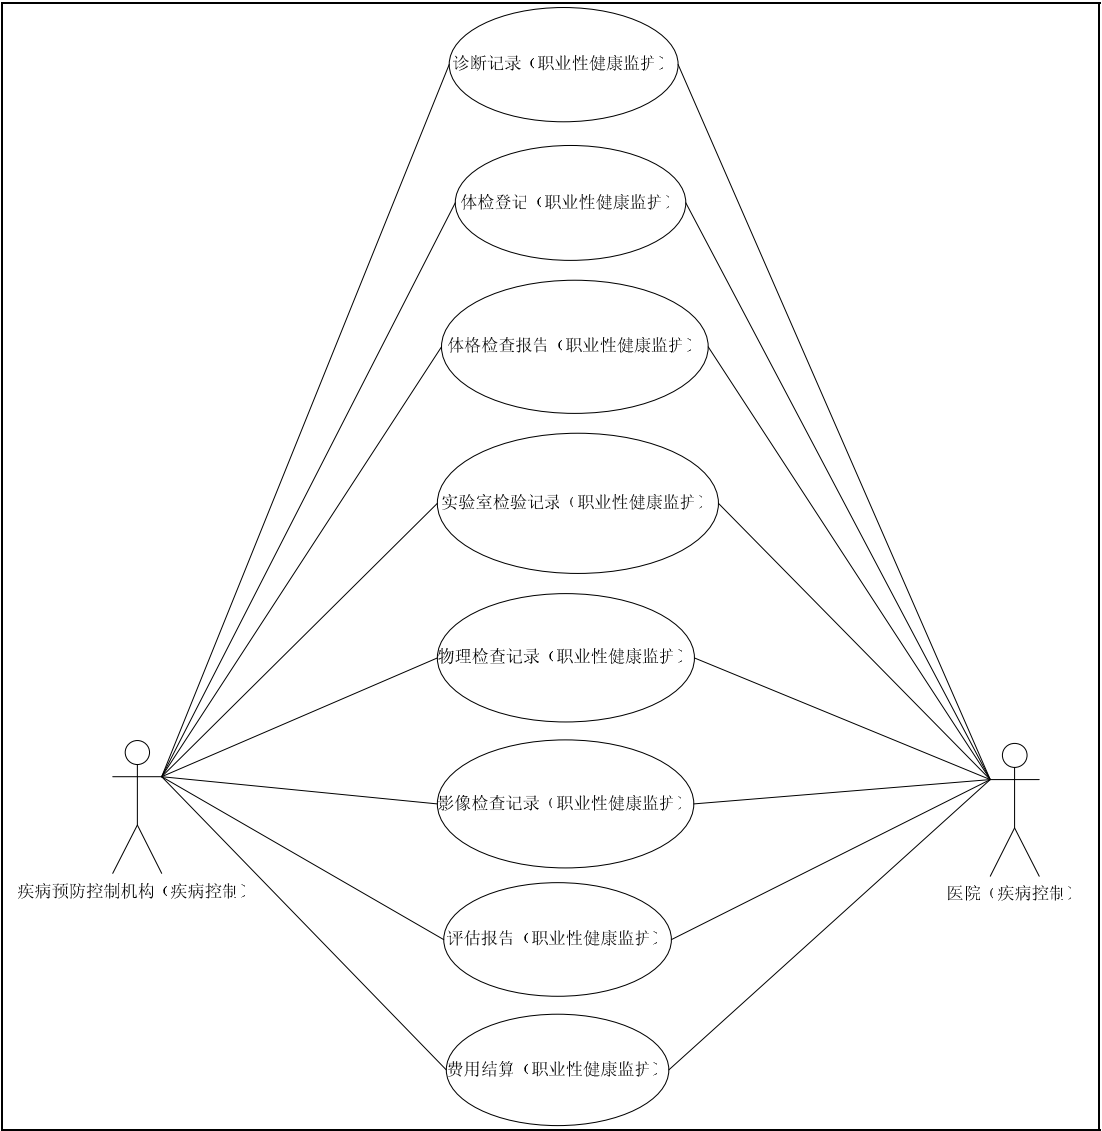 诊断记录（职业性健康监护）
体检登记（职业性健康监护）
体格检查报告（职业性健康监护）
实验室检验记录（职业性健康监护）
物理检查记录（职业性健康监护）
影像检查记录（职业性健康监护）
疾病预防控制机构（疾病控制）
医院（疾病控制）
评估报告（职业性健康监护）
费用结算（职业性健康监护）